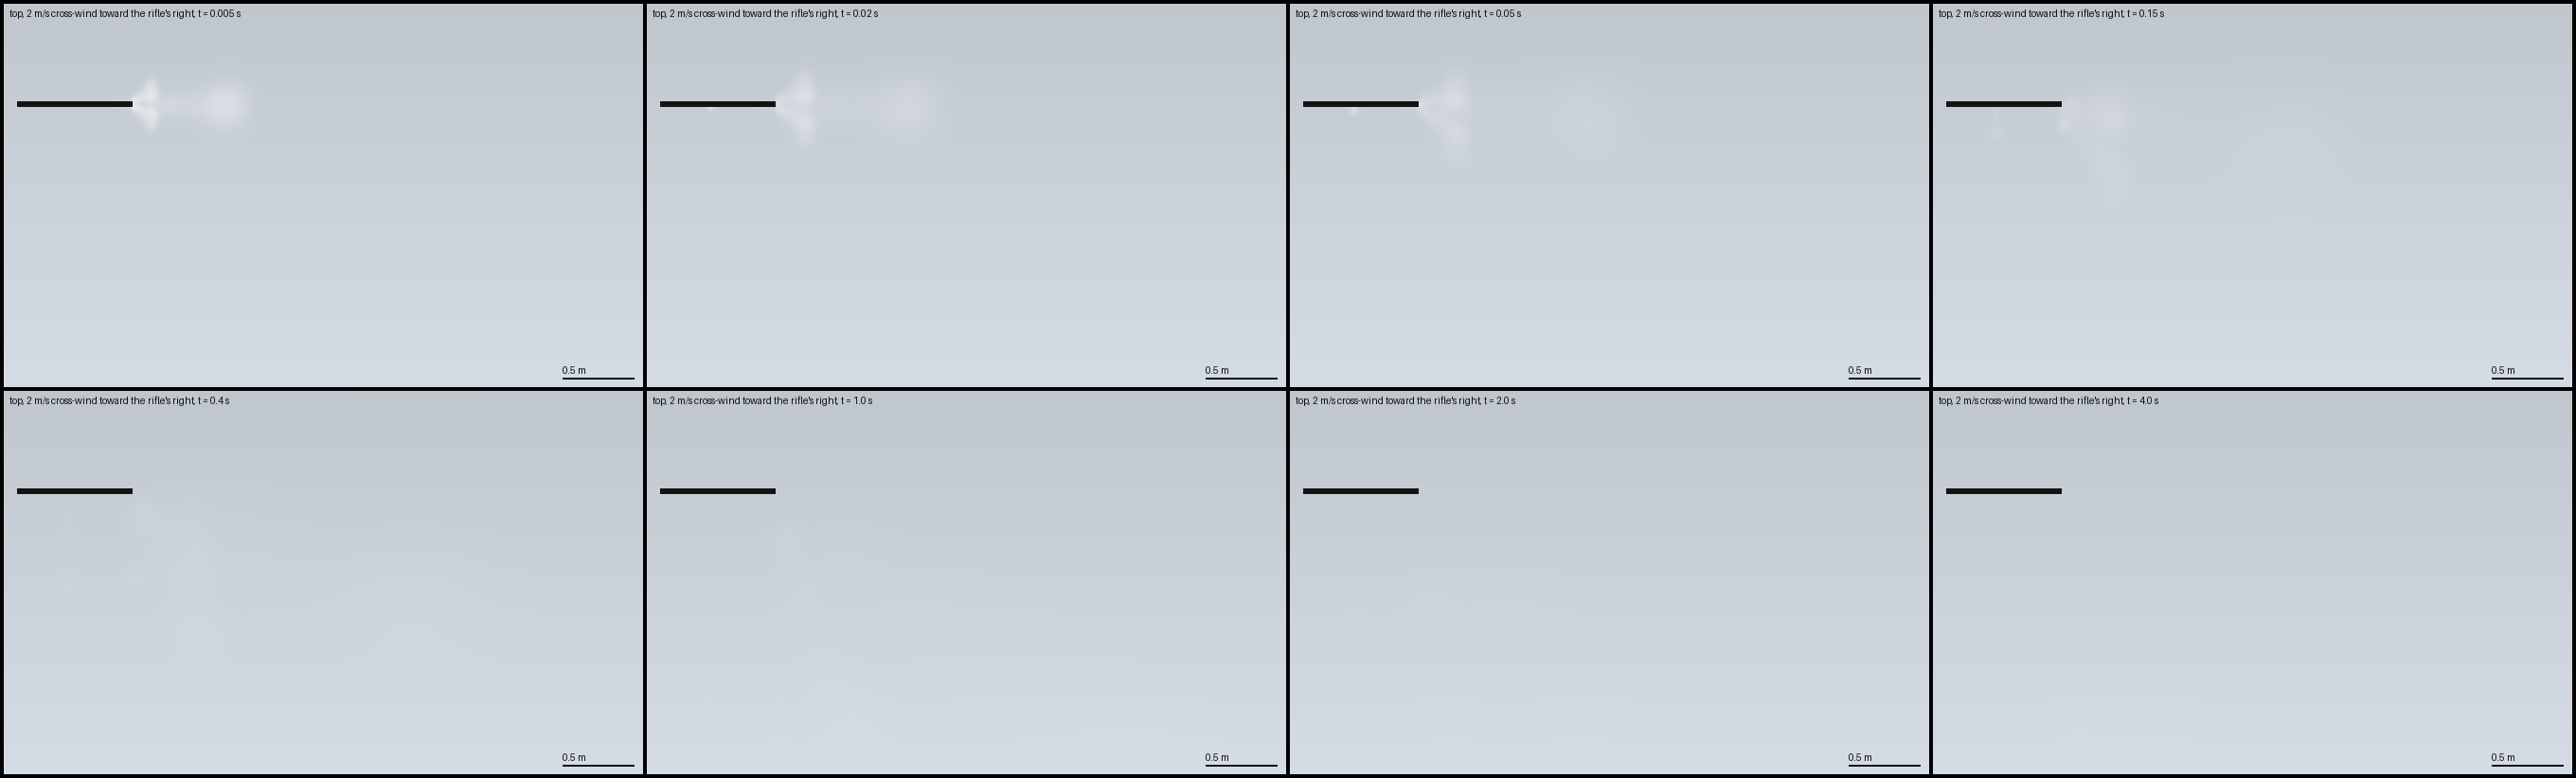 top, 2 m/s cross-wind toward the rifle's right, t = 0.005 s
top, 2 m/s cross-wind toward the rifle's right, t = 0.02 s
top, 2 m/s cross-wind toward the rifle's right, t = 0.05 s
top, 2 m/s cross-wind toward the rifle's right, t = 0.15 s
0.5 m
0.5 m
0.5 m
0.5 m
top, 2 m/s cross-wind toward the rifle's right, t = 0.4 s
top, 2 m/s cross-wind toward the rifle's right, t = 1.0 s
top, 2 m/s cross-wind toward the rifle's right, t = 2.0 s
top, 2 m/s cross-wind toward the rifle's right, t = 4.0 s
0.5 m
0.5 m
0.5 m
0.5 m